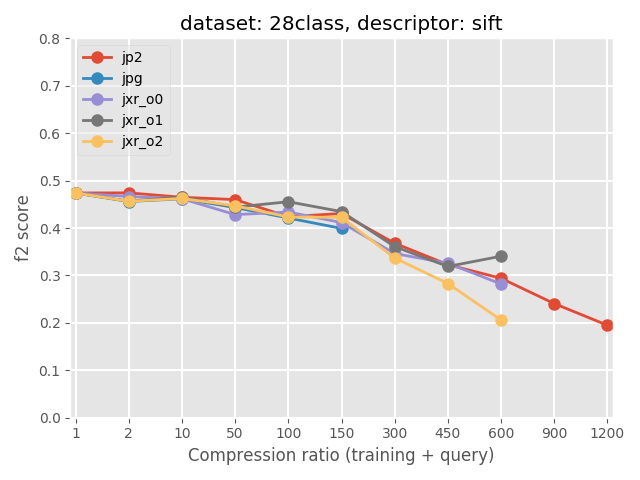 dataset: 28class, descriptor: sift
jp2
jpg
jxr_o0
jxr_o1
jxr_o2
f2 score
0.8
0.7
0.6
0.5
0.4
0.3
0.2
0.1
0.0
1 2 10 50 100 150 300 450 600 900 1200
Compression ratio (training + query)